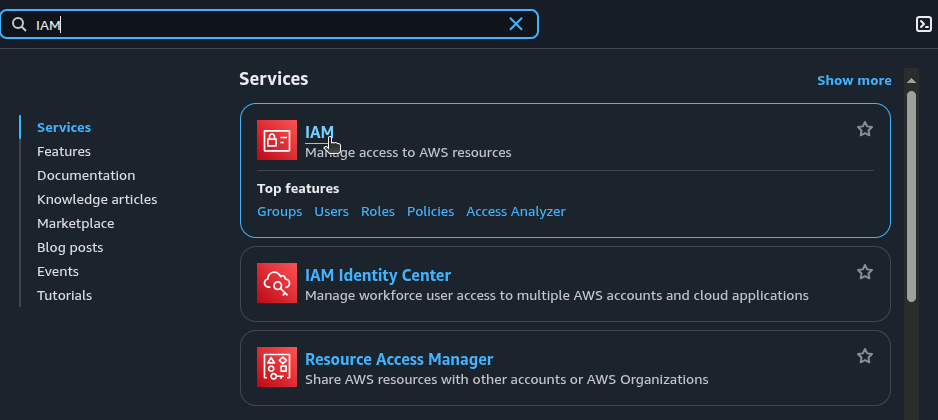 IAM
Services
Features
Documentation
Knowledge articles
Marketplace
Blog posts
Events
Tutorials
Services
Show more
IAM
Manage access to AWS resources
Top features
Groups Users Roles Policies Access Analyzer
IAM Identity Center
Manage workforce user access to multiple AWS accounts and cloud applications
Resource Access Manager
Share AWS resources with other accounts or AWS Organizations